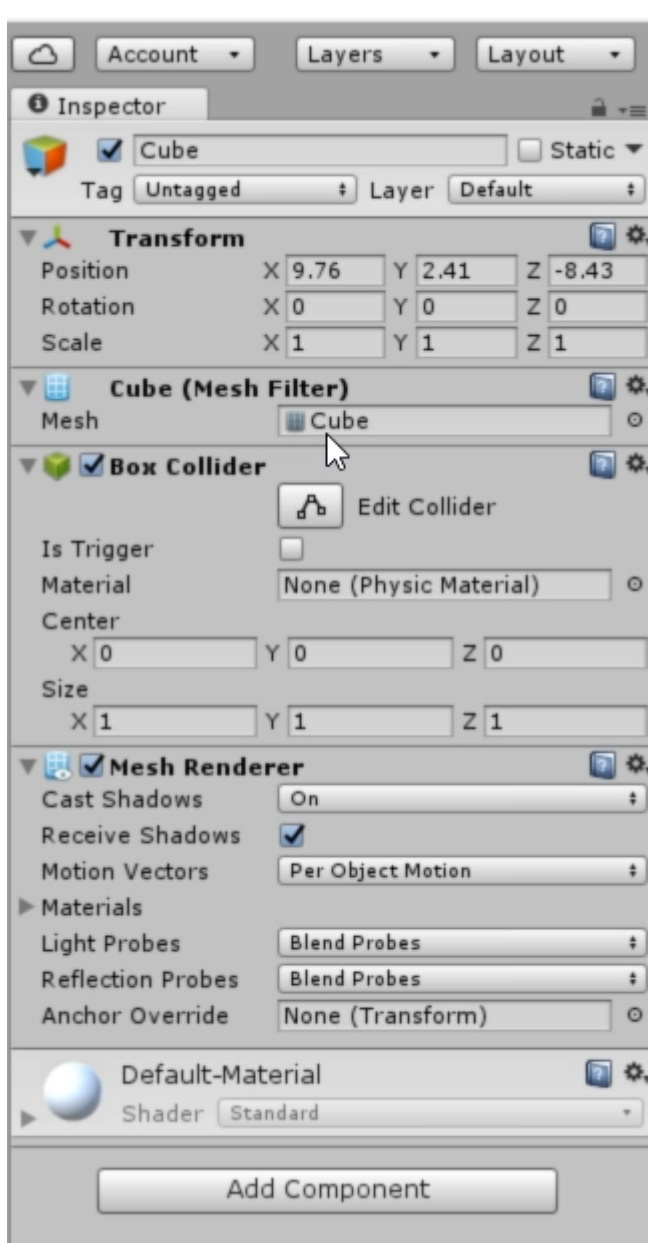 Account Layers Layout
Inspector
Cube Static
Tag Untagged Layer Default
Transform
Position X 9.76 Y 2.41 Z -8.43
Rotation X 0 Y 0 Z 0
Scale X 1 Y 1 Z 1
Cube (Mesh Filter)
Mesh Cube
Box Collider
Edit Collider
Is Trigger
Material None (Physic Material)
Center
X 0 Y 0 Z 0
Size
X 1 Y 1 Z 1
Mesh Renderer
Cast Shadows On
Receive Shadows
Motion Vectors Per Object Motion
Materials
Light Probes Blend Probes
Reflection Probes Blend Probes
Anchor Override None (Transform)
Default-Material
Shader Standard
Add Component